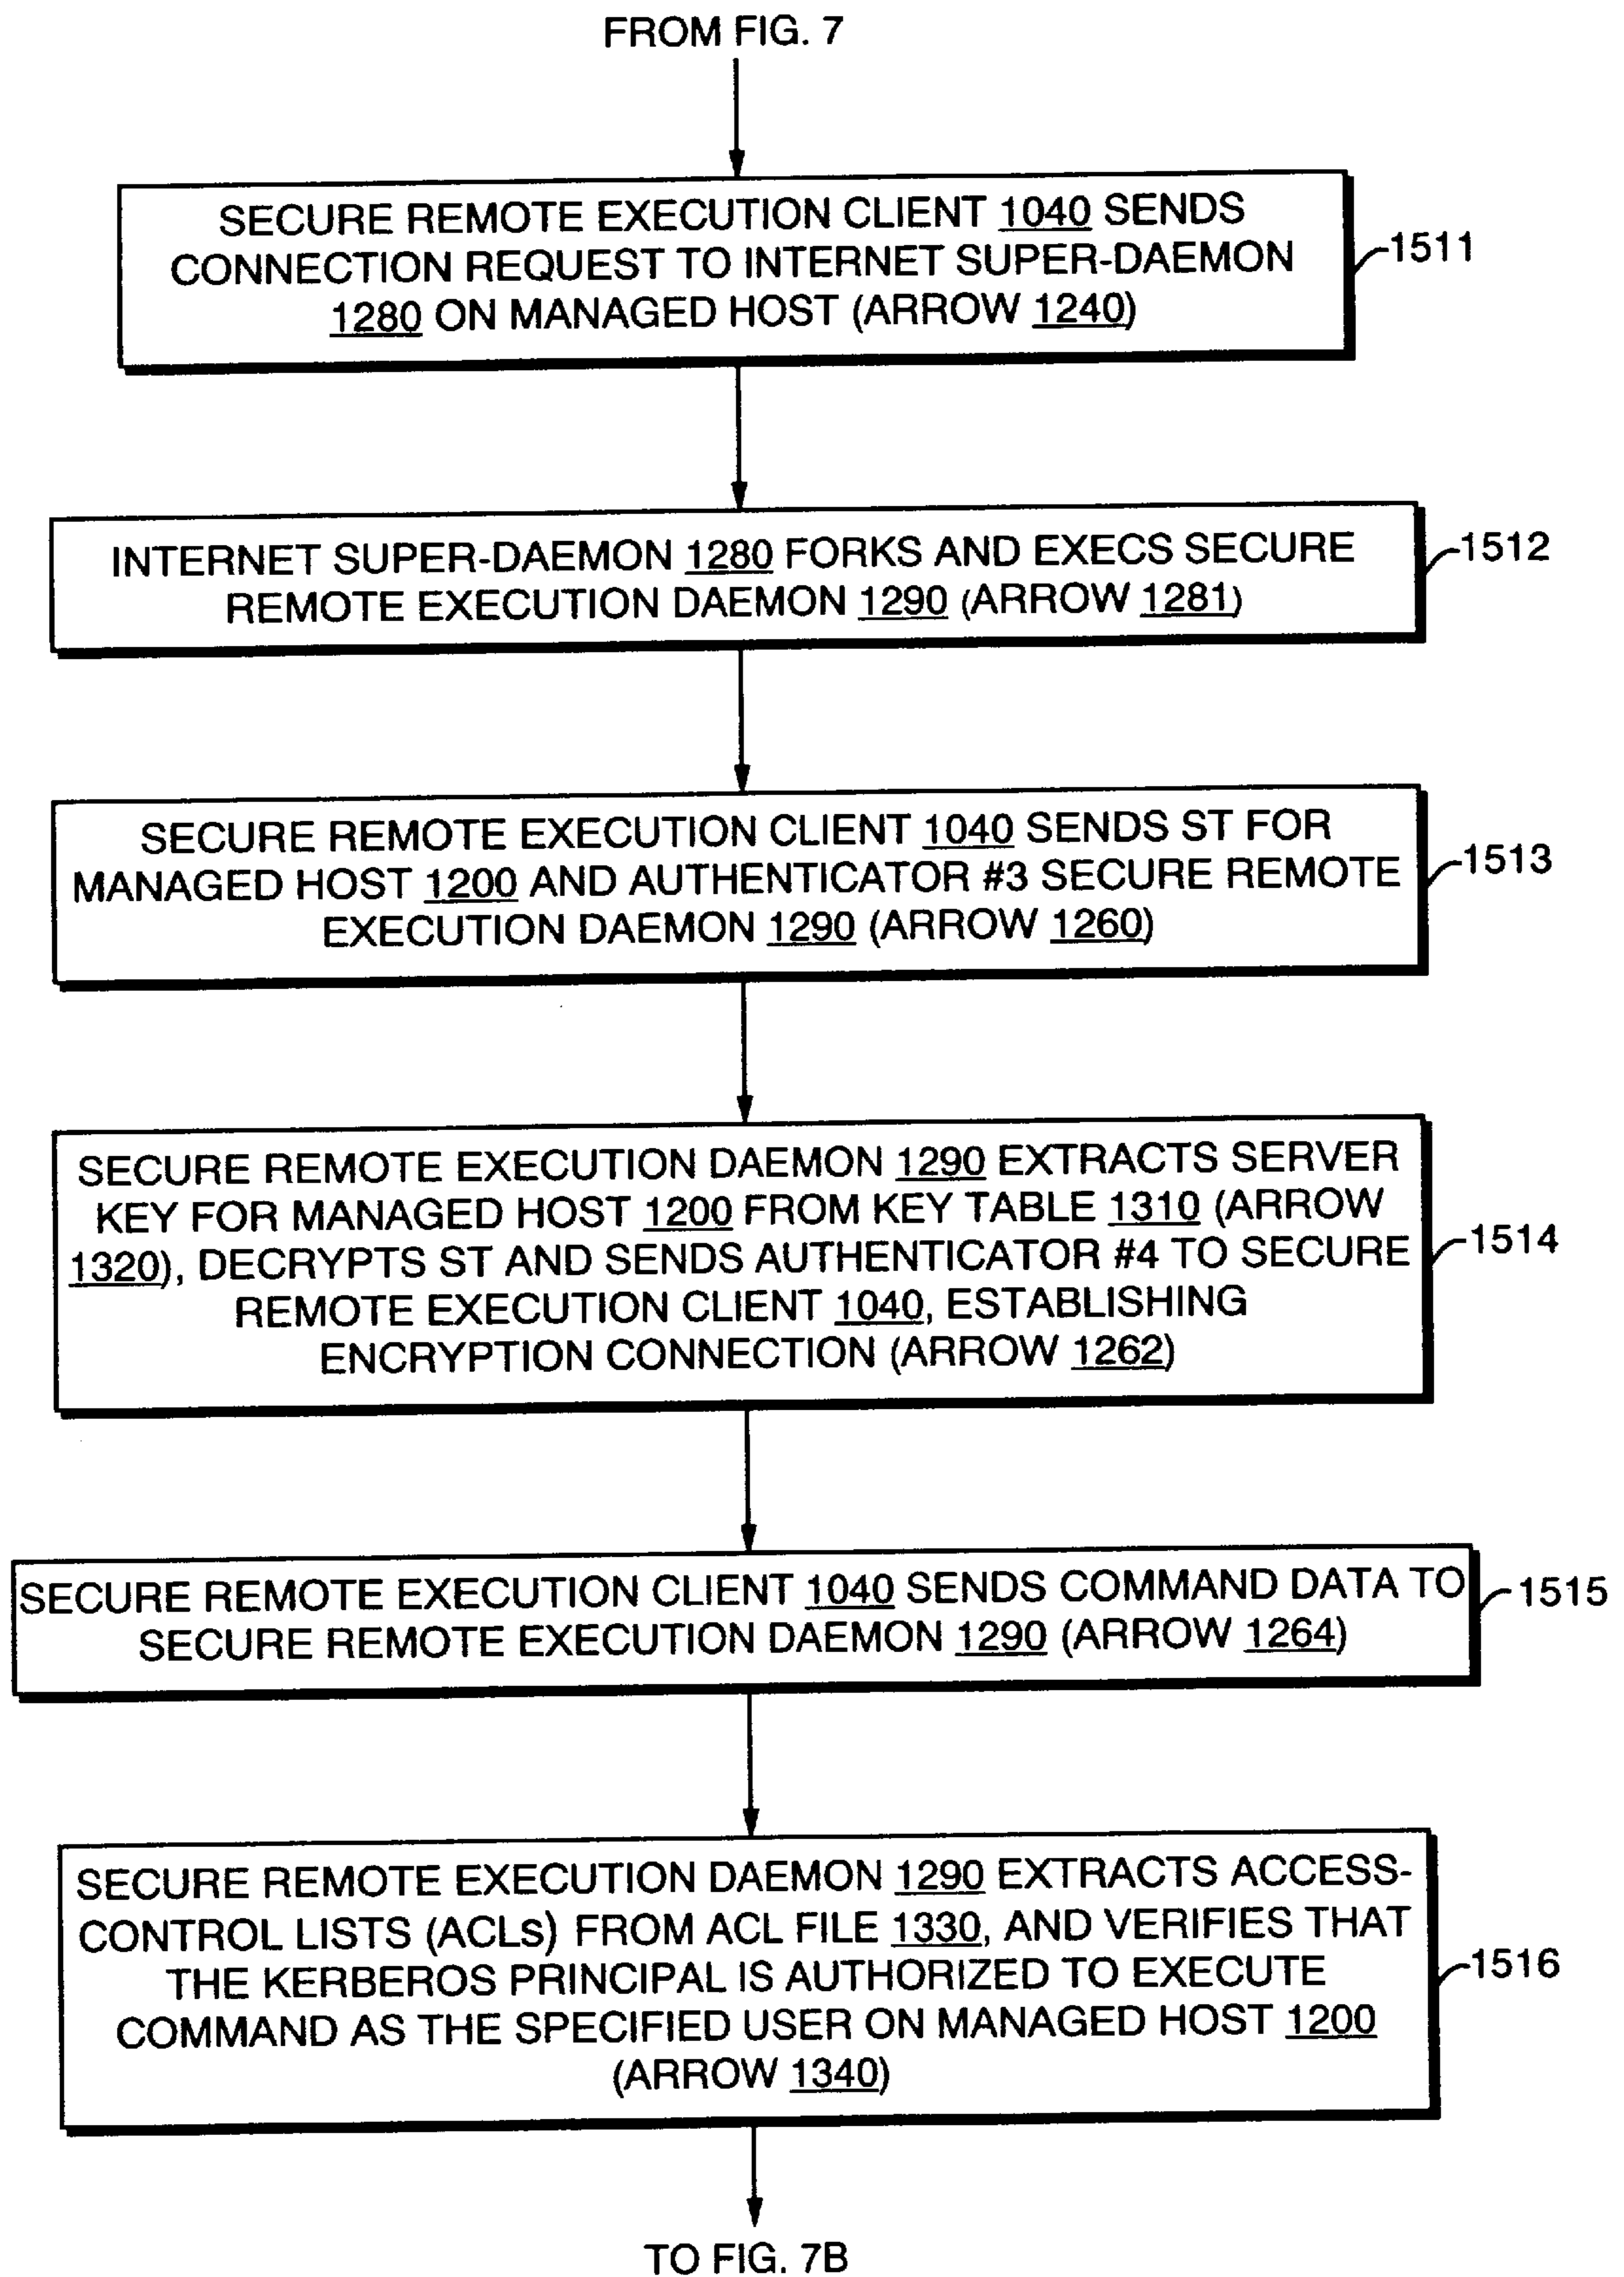 FROM FIG. 7
SECURE REMOTE EXECUTION CLIENT 1040 SENDS
CONNECTION REQUEST TO INTERNET SUPER-DAEMON
1280 ON MANAGED HOST (ARROW 1240)
1511
INTERNET SUPER-DAEMON 1280 FORKS AND EXECS SECURE
REMOTE EXECUTION DAEMON 1290 (ARROW 1281)
1512
SECURE REMOTE EXECUTION CLIENT 1040 SENDS ST FOR
MANAGED HOST 1200 AND AUTHENTICATOR #3 SECURE REMOTE
EXECUTION DAEMON 1290 (ARROW 1260)
1513
SECURE REMOTE EXECUTION DAEMON 1290 EXTRACTS SERVER
KEY FOR MANAGED HOST 1200 FROM KEY TABLE 1310 (ARROW
1320), DECRYPTS ST AND SENDS AUTHENTICATOR #4 TO SECURE
REMOTE EXECUTION CLIENT 1040, ESTABLISHING
ENCRYPTION CONNECTION (ARROW 1262)
1514
SECURE REMOTE EXECUTION CLIENT 1040 SENDS COMMAND DATA TO
SECURE REMOTE EXECUTION DAEMON 1290 (ARROW 1264)
1515
SECURE REMOTE EXECUTION DAEMON 1290 EXTRACTS ACCESS-
CONTROL LISTS (ACLs) FROM ACL FILE 1330, AND VERIFIES THAT
THE KERBEROS PRINCIPAL IS AUTHORIZED TO EXECUTE
COMMAND AS THE SPECIFIED USER ON MANAGED HOST 1200
(ARROW 1340)
1516
TO FIG. 7B